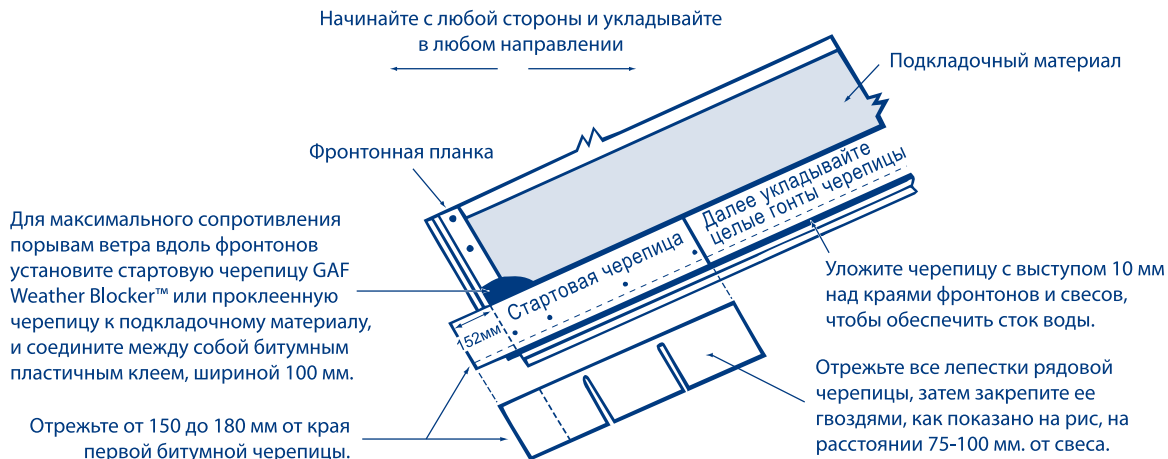 Начинайте с любой стороны и укладывайте
в любом направлении
Подкладочный материал
Фронтонная планка
Далее укладывайте
целые гонты черепицы
Стартовая черепица
152мм
Для максимального сопротивления
порывам ветра вдоль фронтонов
установите стартовую черепицу GAF
Weather Blocker™ или проклеенную
черепицу к подкладочному материалу,
и соедините между собой битумным
пластичным клеем, шириной 100 мм.
Уложите черепицу с выступом 10 мм
над краями фронтонов и свесов,
чтобы обеспечить сток воды.
Отрежьте от 150 до 180 мм от края
первой битумной черепицы.
Отрежьте все лепестки рядовой
черепицы, затем закрепите ее
гвоздями, как показано на рис, на
расстоянии 75-100 мм. от свеса.